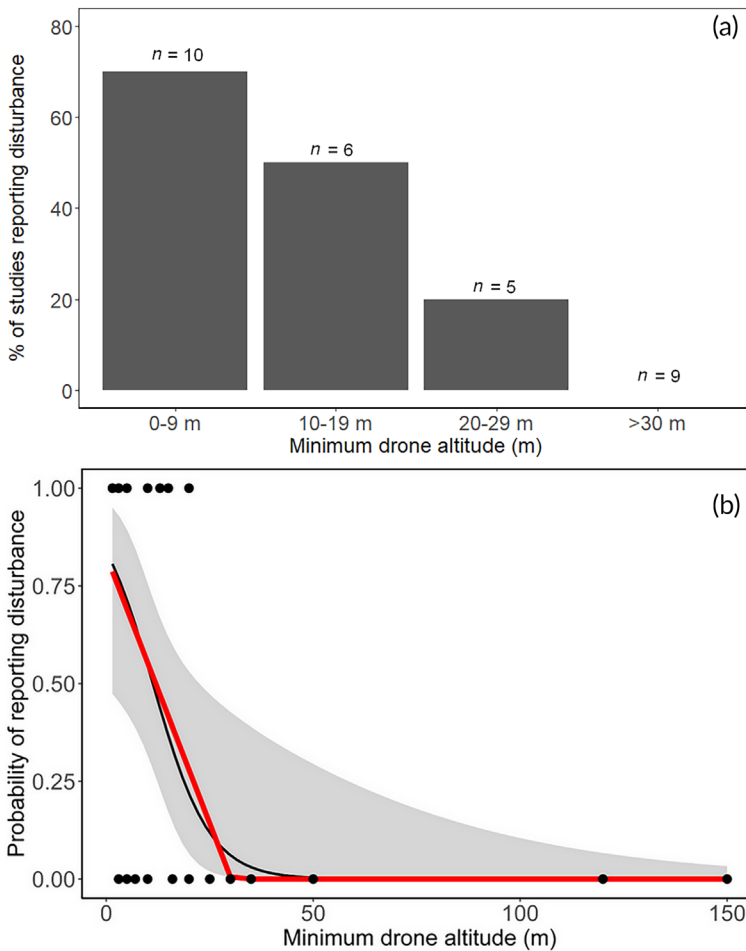 (a)
% of studies reporting disturbance
80
60
40
20
0
n = 10
n = 6
n = 5
n = 9
0-9 m 10-19 m 20-29 m >30 m
Minimum drone altitude (m)
(b)
Probability of reporting disturbance
1.00
0.75
0.50
0.25
0.00
0 50 100 150
Minimum drone altitude (m)